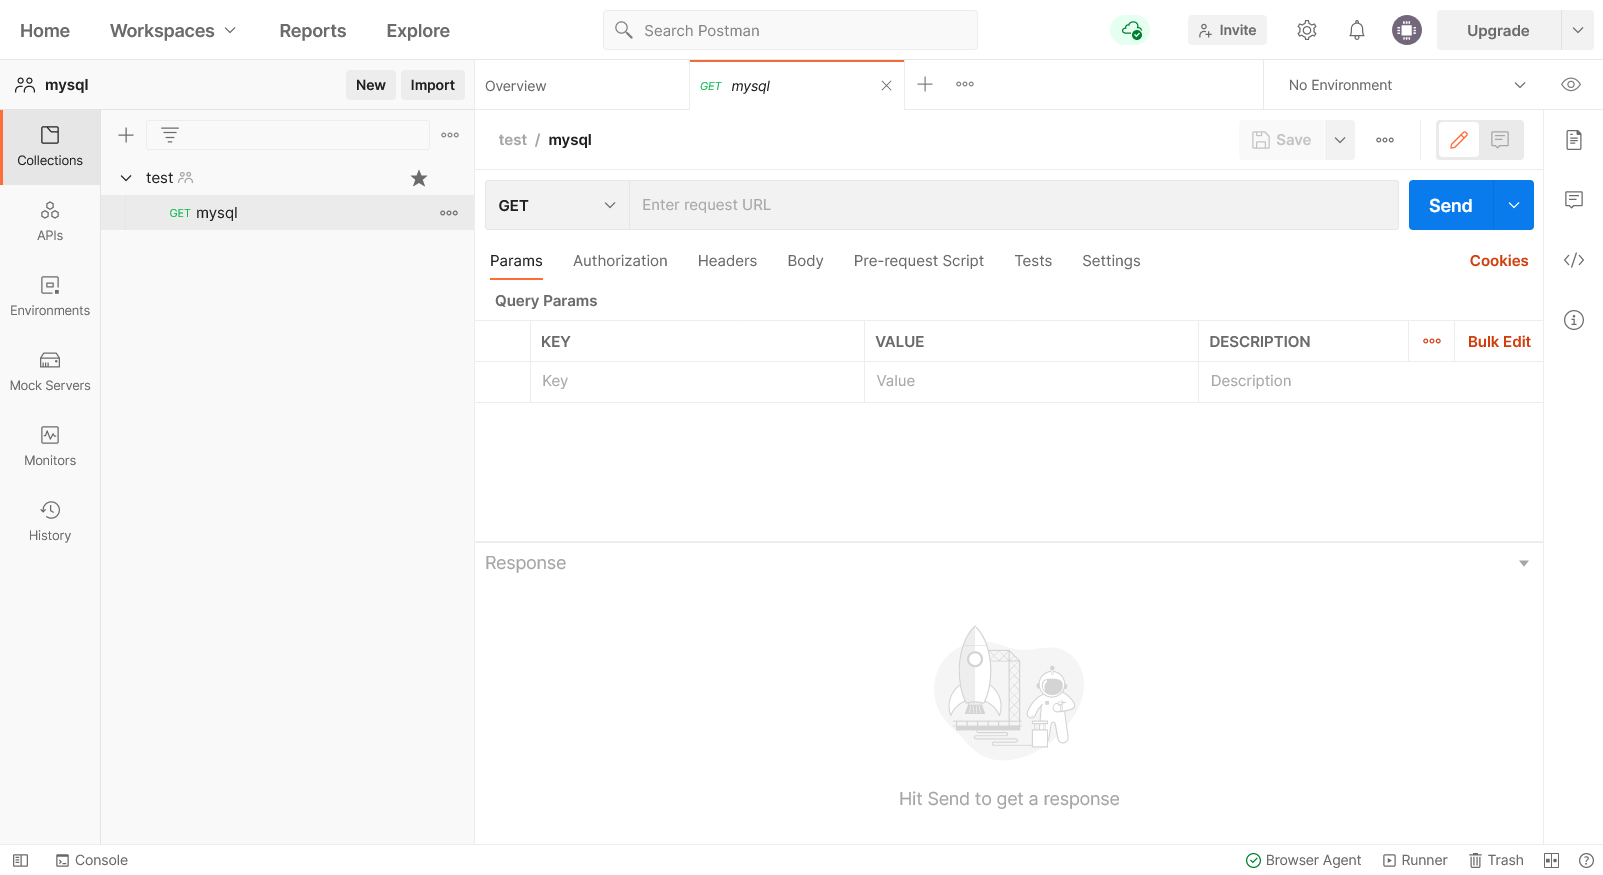 Home Workspaces Reports Explore Search Postman Invite Upgrade
mysql New Import Overview GET mysql No Environment
Collections
APIs
Environments
Mock Servers
Monitors
History
test
GET mysql
test / mysql Save
GET Enter request URL Send
Params Authorization Headers Body Pre-request Script Tests Settings Cookies
Query Params
KEY VALUE DESCRIPTION Bulk Edit
Key Value Description
Response
Hit Send to get a response
Console Browser Agent Runner Trash